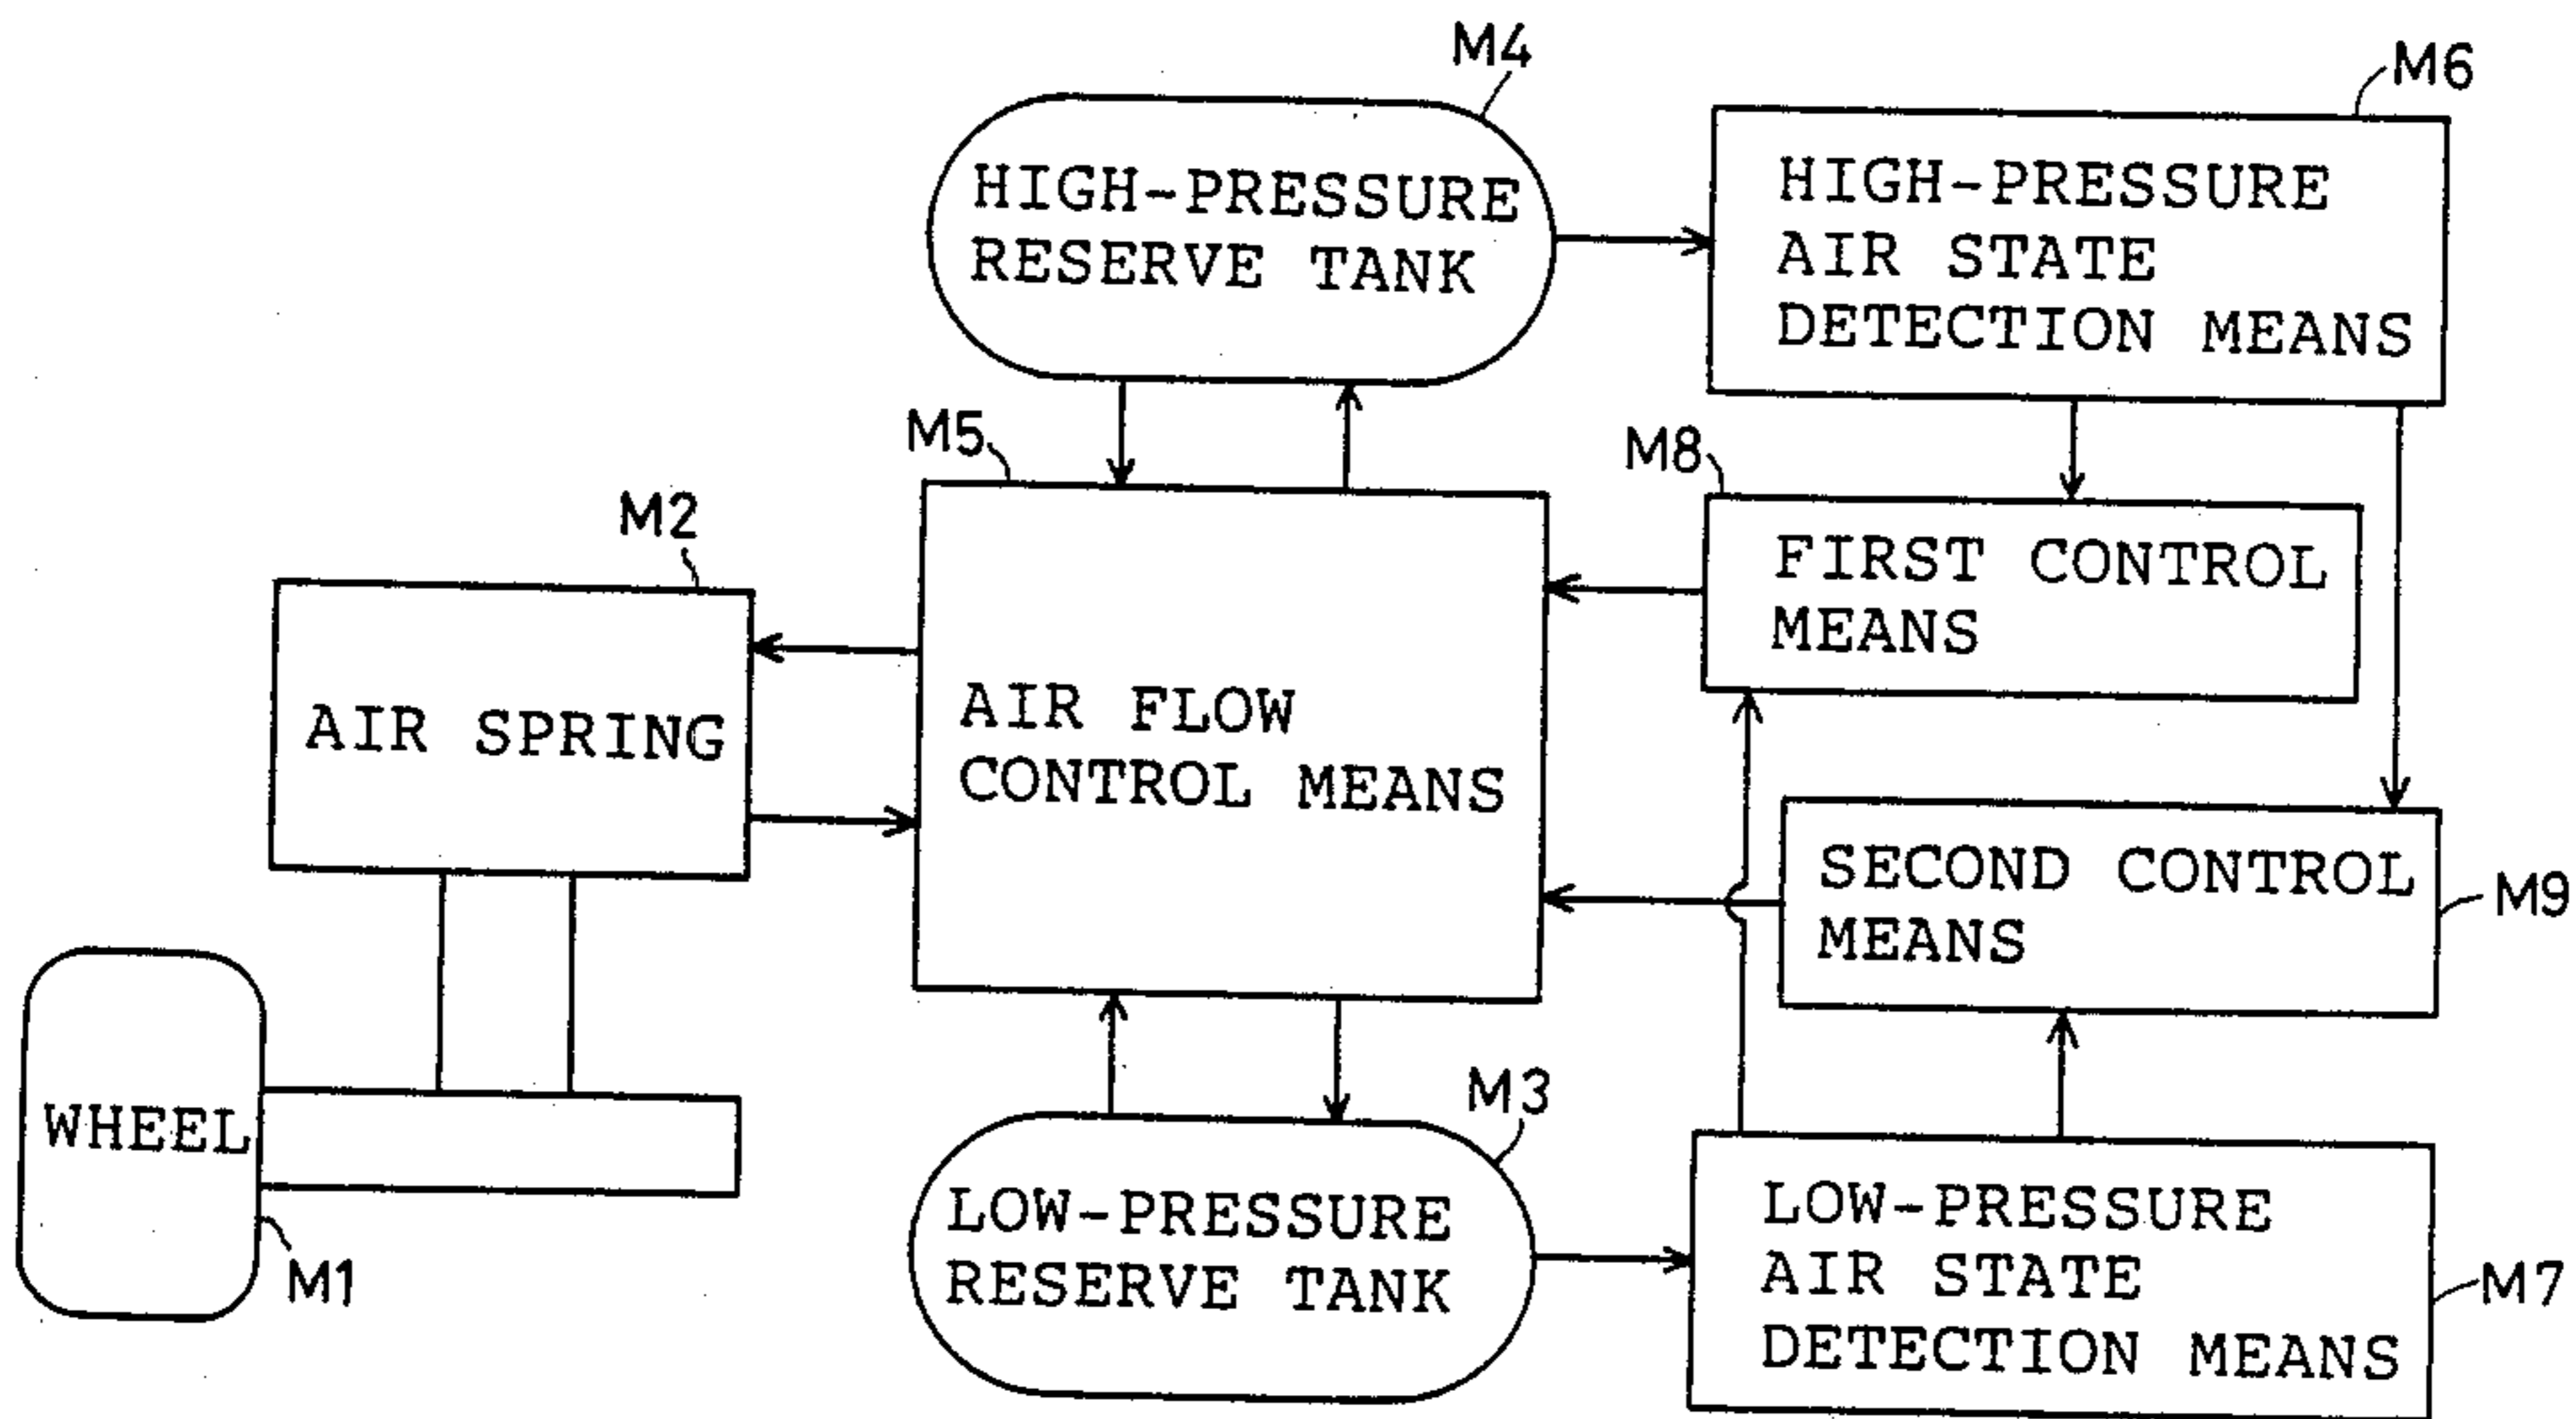 M4
HIGH-PRESSURE
RESERVE TANK
M6
HIGH-PRESSURE
AIR STATE
DETECTION MEANS
M5
AIR FLOW
CONTROL MEANS
M8
FIRST CONTROL
MEANS
M2
AIR SPRING
SECOND CONTROL
MEANS
M9
WHEEL
M1
M3
LOW-PRESSURE
RESERVE TANK
LOW-PRESSURE
AIR STATE
DETECTION MEANS
M7